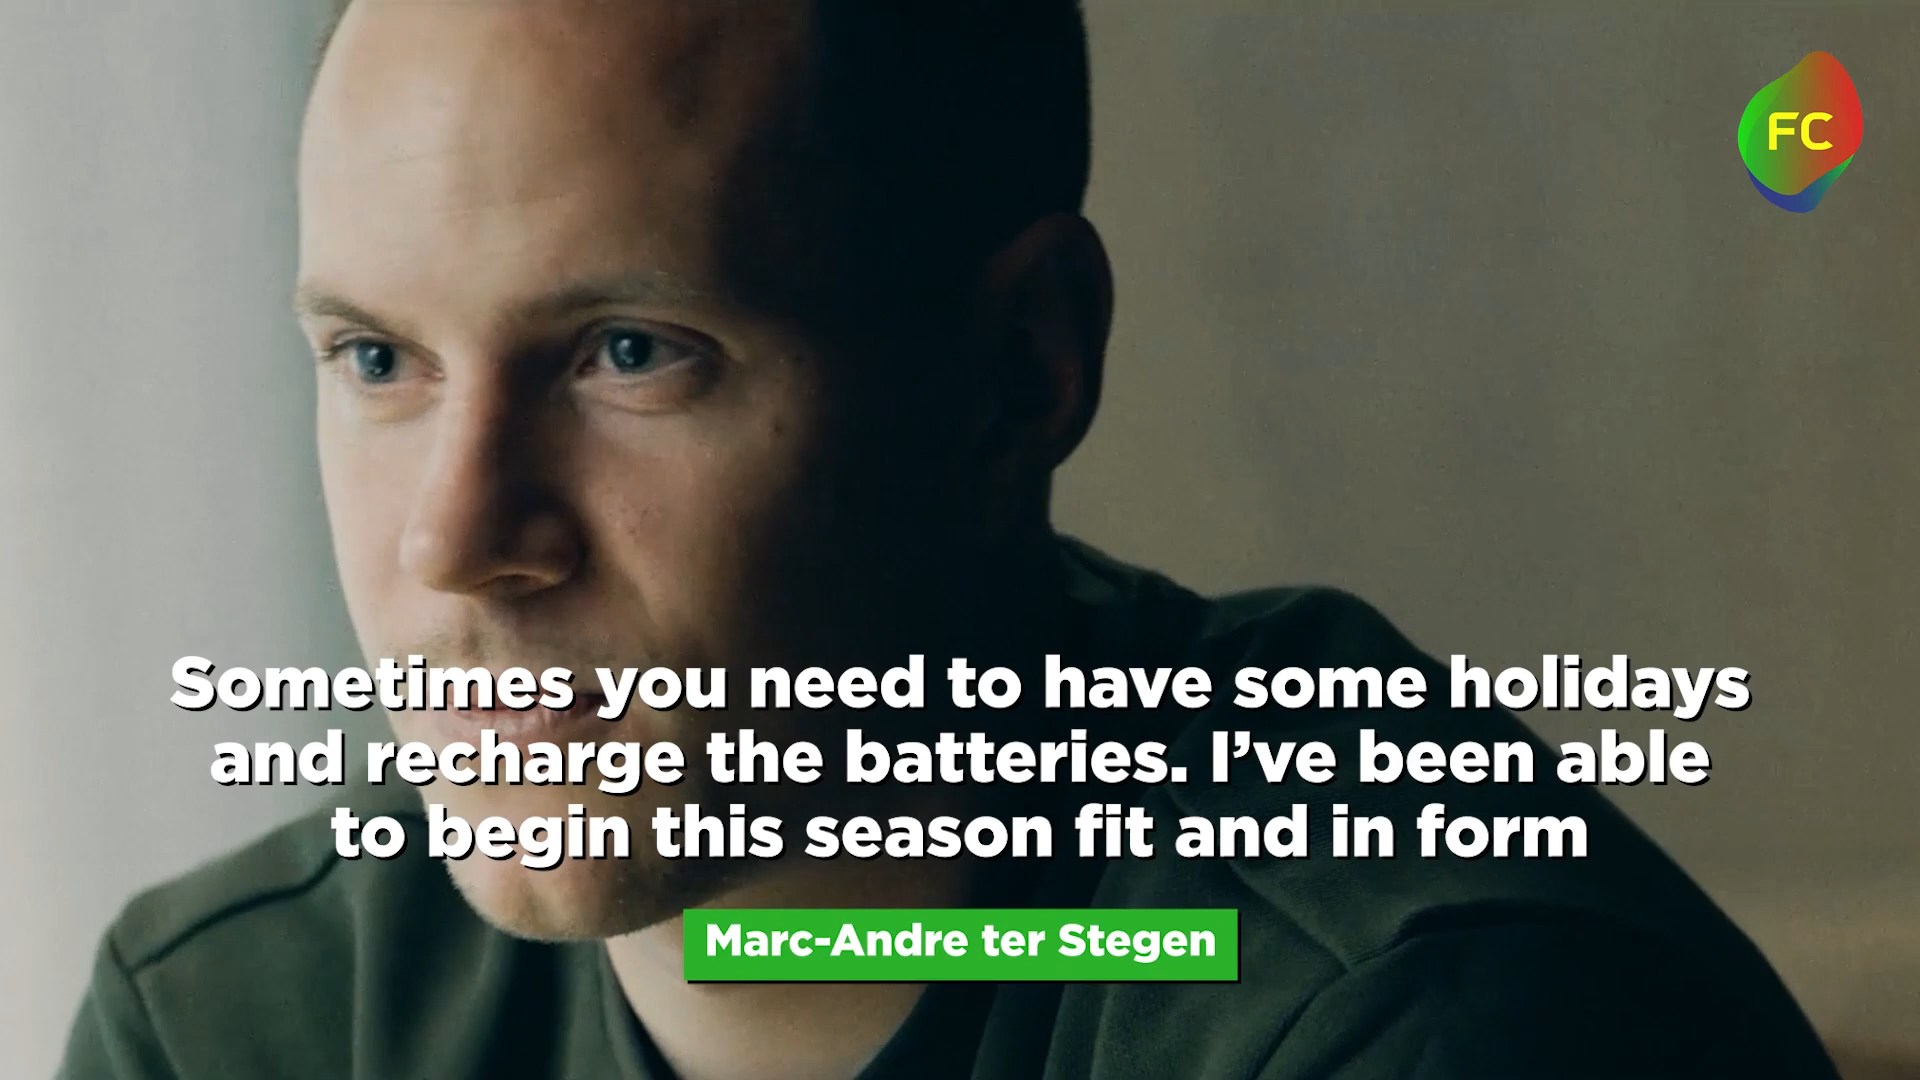 FC
Sometimes you need to have some holidays
and recharge the batteries. I’ve been able
to begin this season fit and in form
Marc-Andre ter Stegen